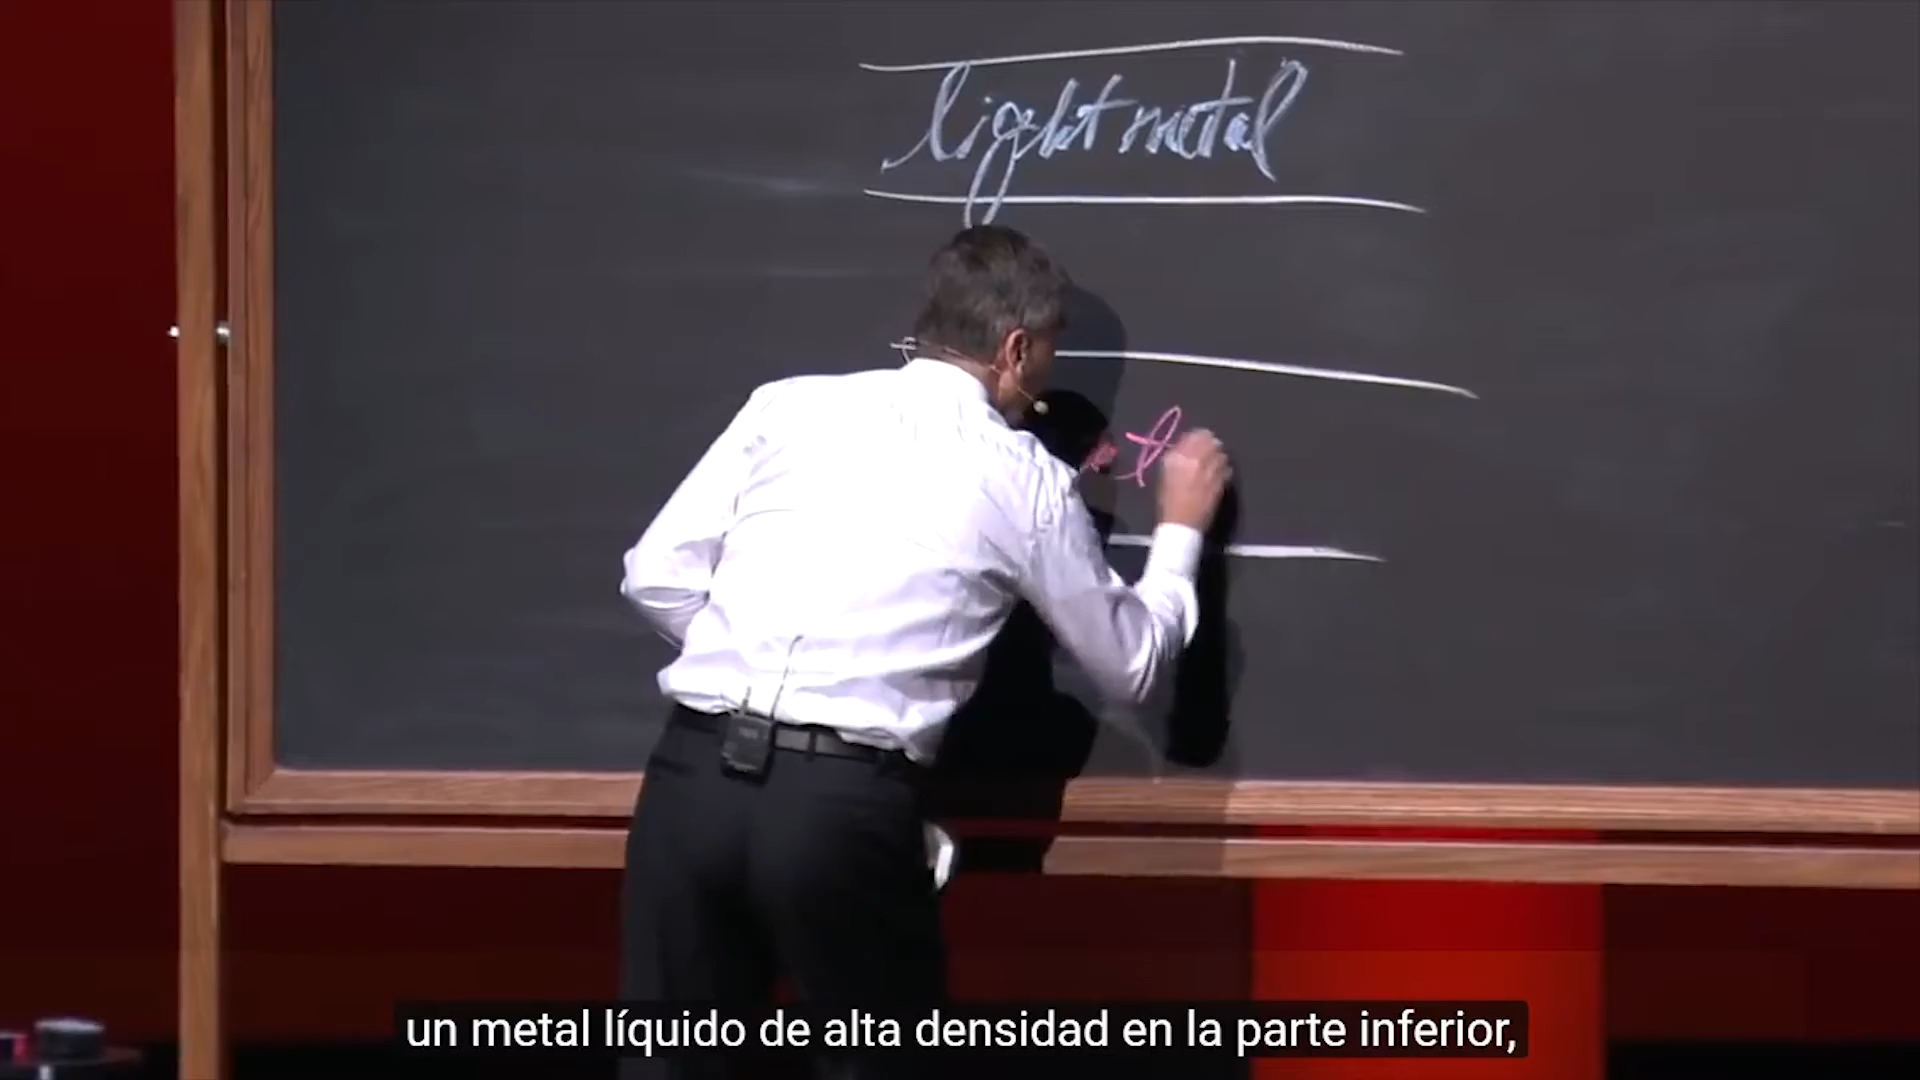 light metal
un metal líquido de alta densidad en la parte inferior,